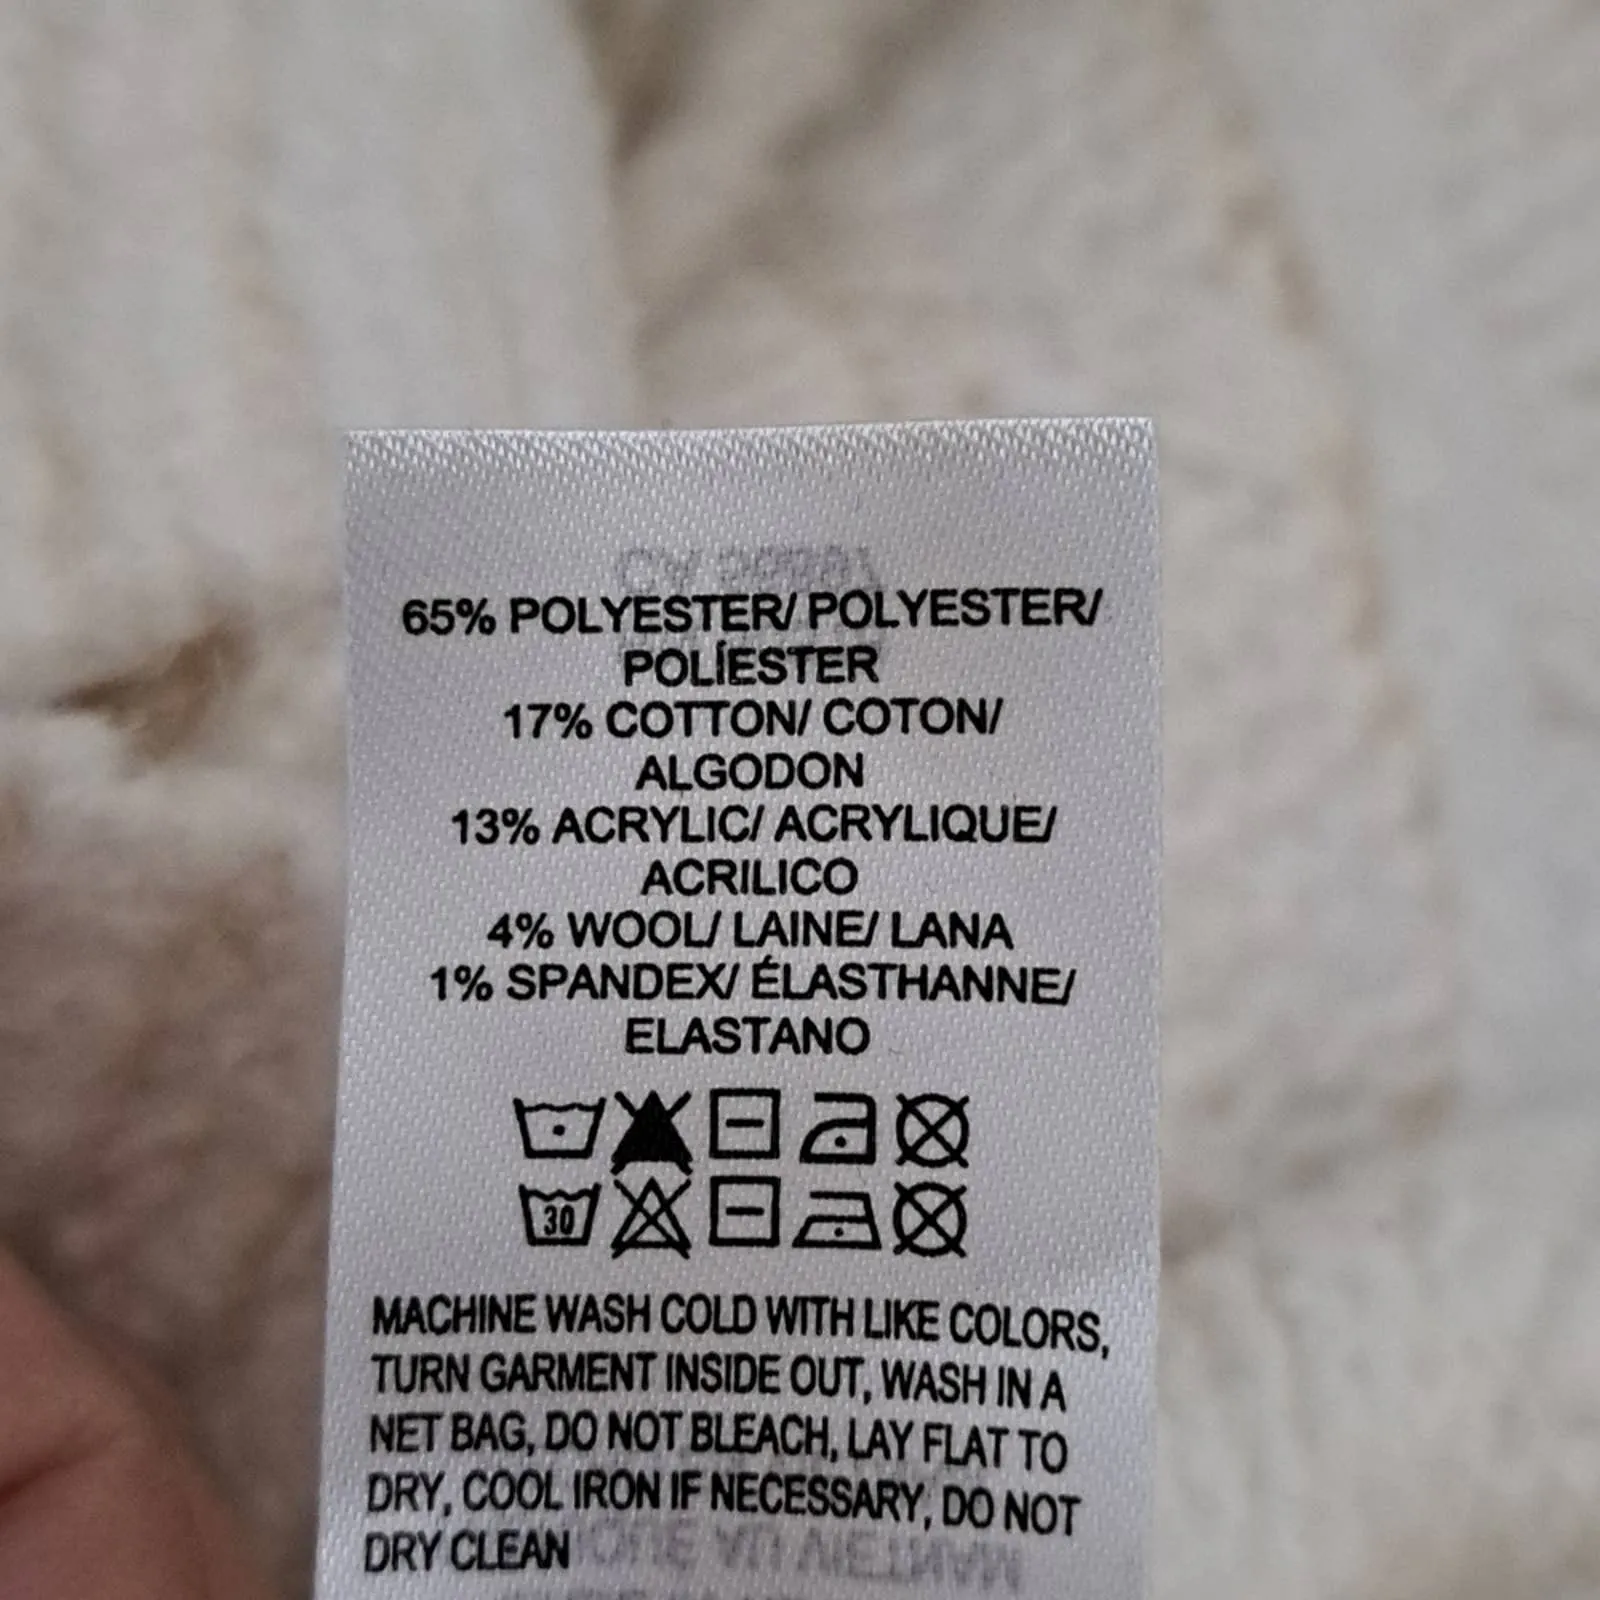 65% POLYESTER/ POLYESTER/
POLÍESTER
17% COTTON/ COTON/
ALGODON
13% ACRYLIC/ ACRYLIQUE/
ACRILICO
4% WOOL/ LAINE/ LANA
1% SPANDEX/ ÉLASTHANNE/
ELASTANO
30
MACHINE WASH COLD WITH LIKE COLORS,
TURN GARMENT INSIDE OUT, WASH IN A
NET BAG, DO NOT BLEACH, LAY FLAT TO
DRY, COOL IRON IF NECESSARY, DO NOT
DRY CLEAN